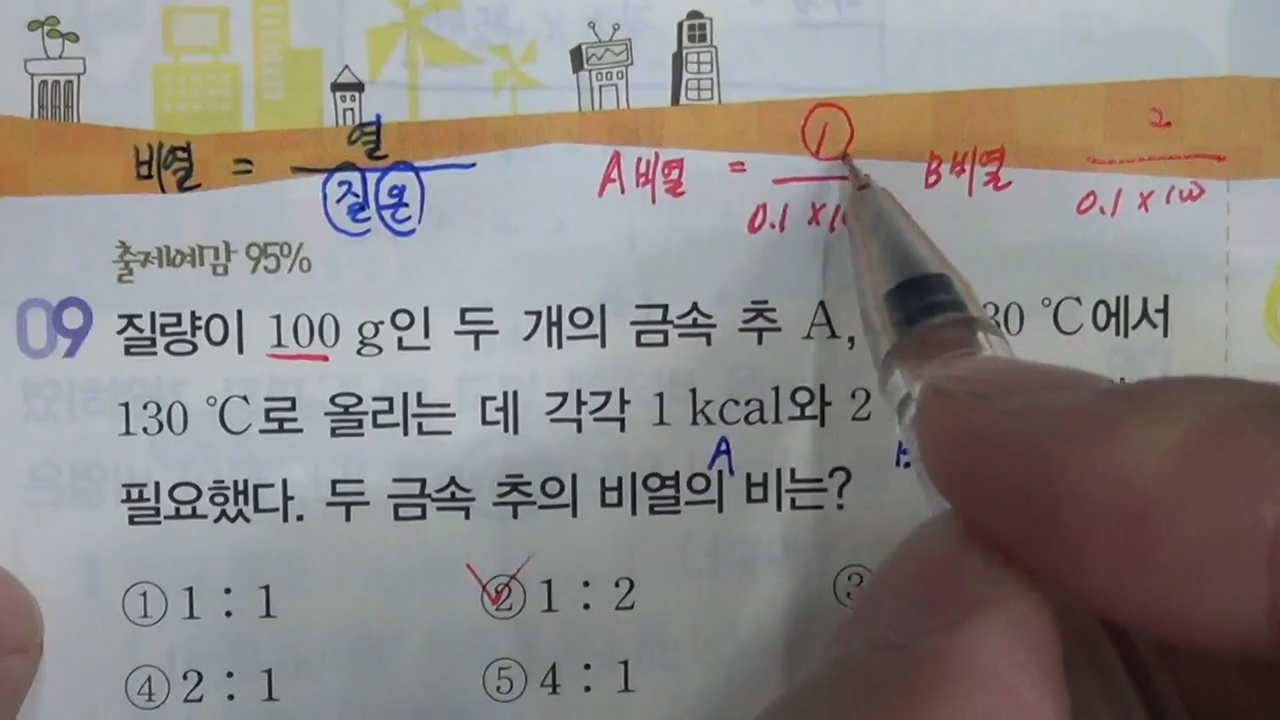 비열 = 열 / 질온
A비열 = 1 / 0.1 ×
B비열 2 / 0.1 × 100
출제예감 95%
09 질량이 100 g인 두 개의 금속 추 A, 30 ℃에서
130 ℃로 올리는 데 각각 1 kcal와 2
A
필요했다. 두 금속 추의 비열의 비는?
① 1 : 1 ② 1 : 2 ③
④ 2 : 1 ⑤ 4 : 1